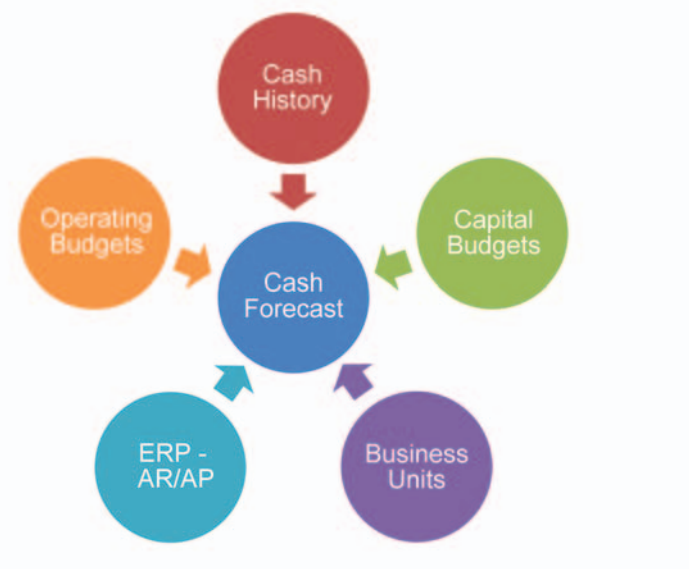 Cash
History
Operating
Budgets
Capital
Budgets
Cash
Forecast
ERP -
AR/AP
Business
Units